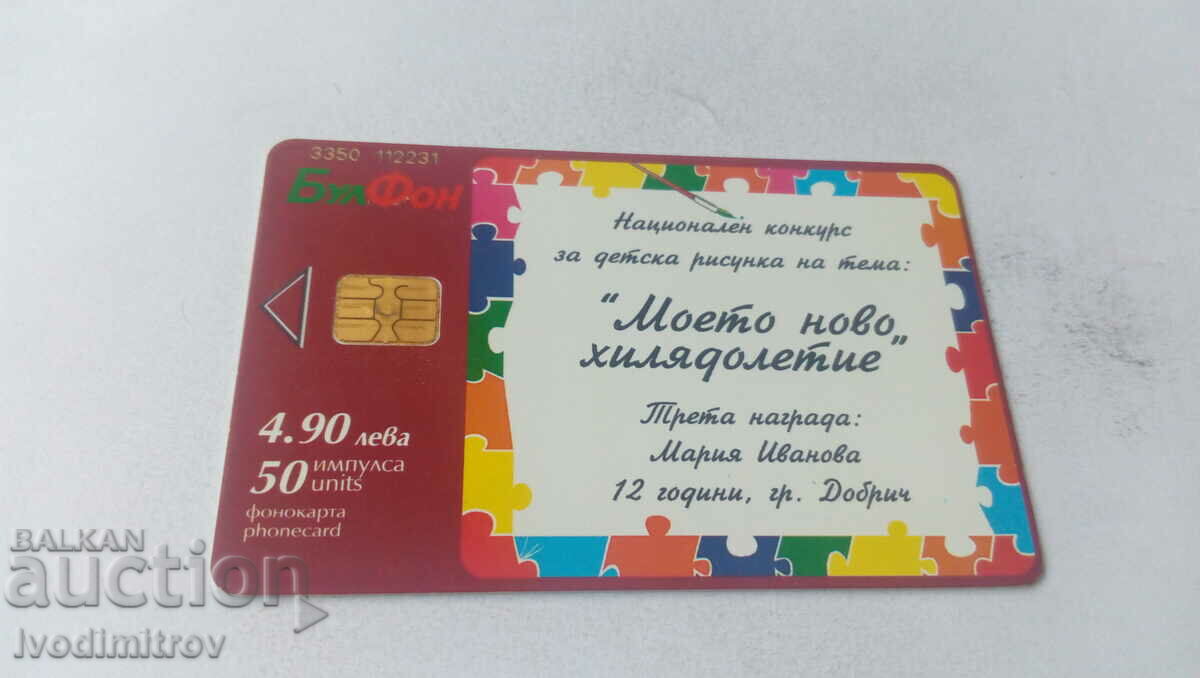 3350 112231
БулФон
Национален конкурс
за детска рисунка на тема:
"Моето ново
хилядолетие"
Трета награда:
Мария Иванова
12 години, гр. Добрич
4.90 лева
50 импулса
units
фонокарта
phonecard
BALKAN
auction
Ivodimitrov